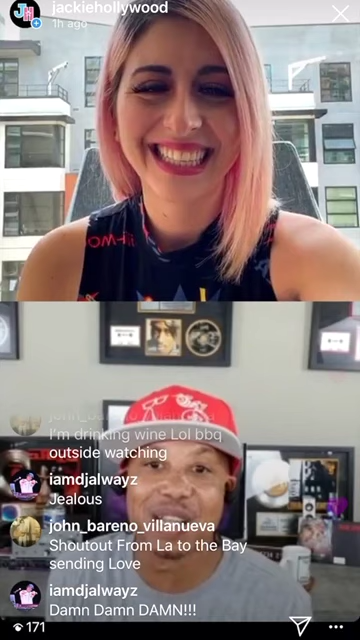 jackiehollywood
1h ago
I'm drinking wine Lol bbq
outside watching
iamdjalwayz
Jealous
john_bareno_villanueva
Shoutout From La to the Bay
sending Love
iamdjalwayz
Damn Damn DAMN!!!
171